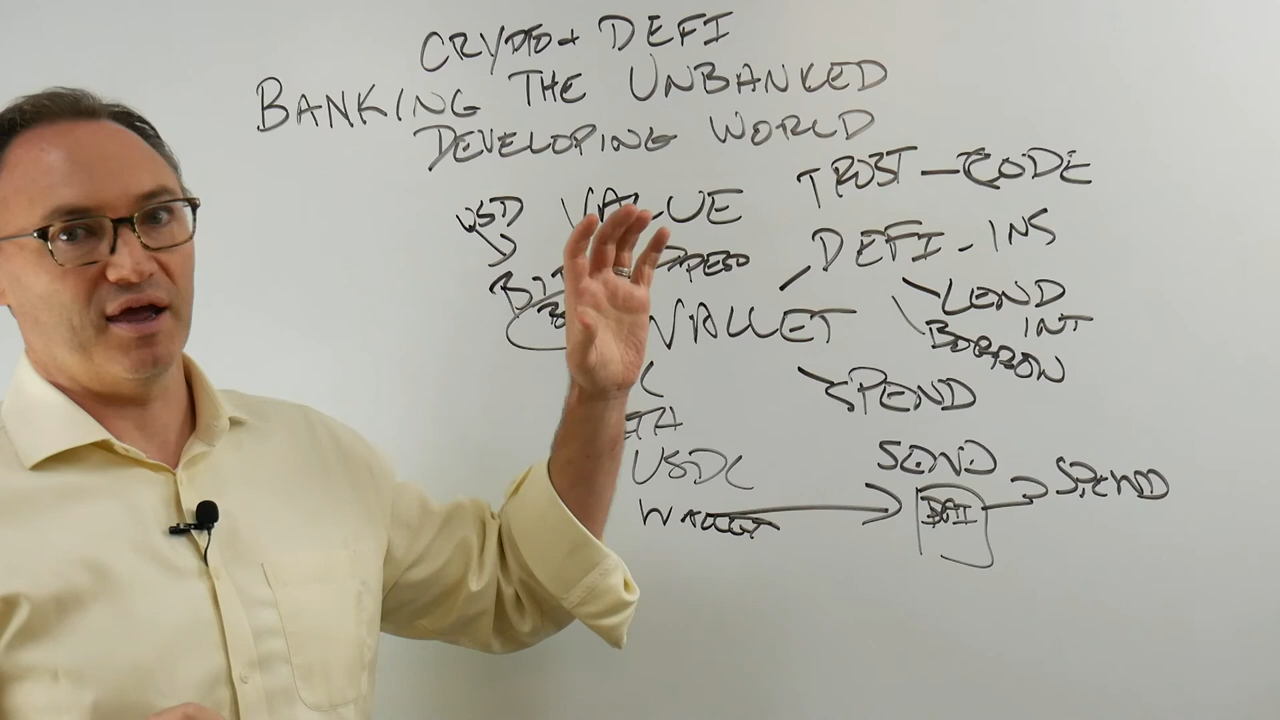 CRYPTO + DEFI
BANKING THE UNBANKED
DEVELOPING WORLD
TRUST - CODE
USD VALUE
DEFI - INS
LEND
INT
BORROW
WALLET
SPEND
USDC
SEND
WALLET DEFI SPEND